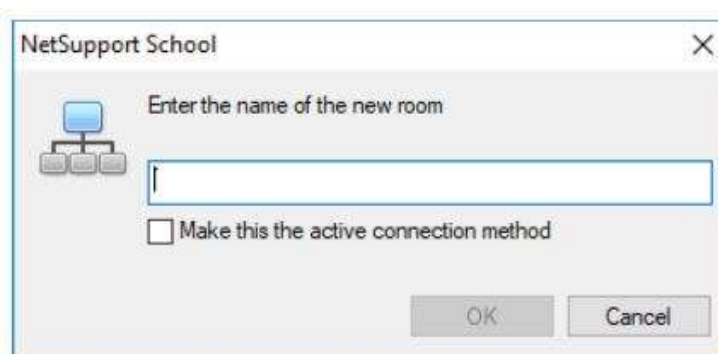 NetSupport School
Enter the name of the new room
Make this the active connection method
OK
Cancel